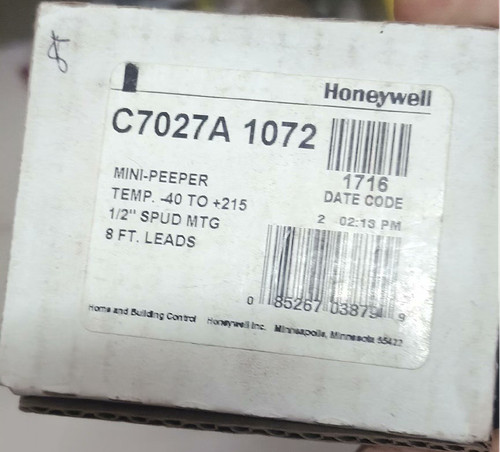 Honeywell
C7027A 1072
MINI-PEEPER
TEMP. -40 TO +215
1/2" SPUD MTG
8 FT. LEADS
1716
DATE CODE
2 02:13 PM
0 85267 03879 9
Home and Building Control Honeywell Inc. Minneapolis, Minnesota 55422